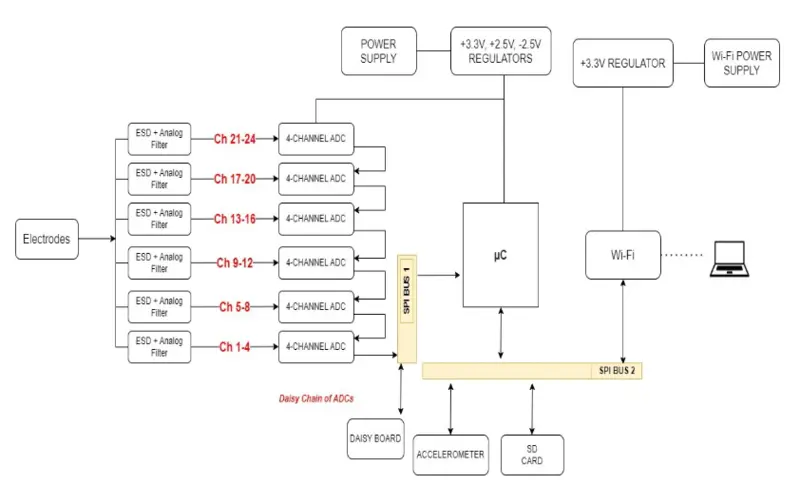 POWER
SUPPLY
+3.3V, +2.5V, -2.5V
REGULATORS
+3.3V REGULATOR
Wi-Fi POWER
SUPPLY
ESD + Analog
Filter
Ch 21-24
4-CHANNEL ADC
ESD + Analog
Filter
Ch 17-20
4-CHANNEL ADC
ESD + Analog
Filter
Ch 13-16
4-CHANNEL ADC
Electrodes
ESD + Analog
Filter
Ch 9-12
4-CHANNEL ADC
ESD + Analog
Filter
Ch 5-8
4-CHANNEL ADC
ESD + Analog
Filter
Ch 1-4
4-CHANNEL ADC
SPI BUS 1
µC
Wi-Fi
SPI BUS 2
Daisy Chain of ADCs
DAISY BOARD
ACCELEROMETER
SD
CARD